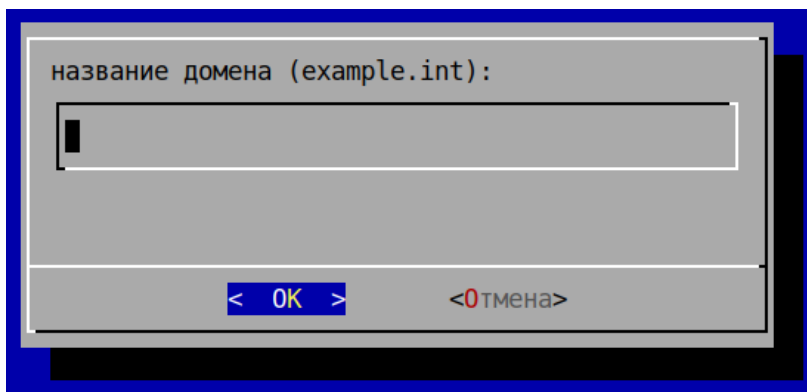 название домена (example.int):
< OK > <Отмена>